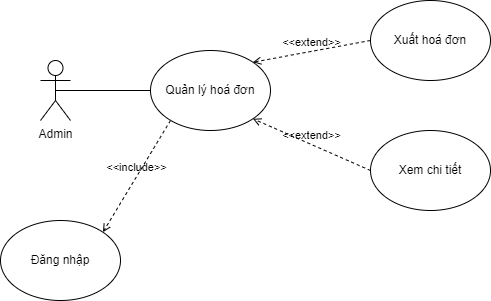 <<extend>>
Xuất hoá đơn
Quản lý hoá đơn
Admin
<<extend>>
Xem chi tiết
<<include>>
Đăng nhập